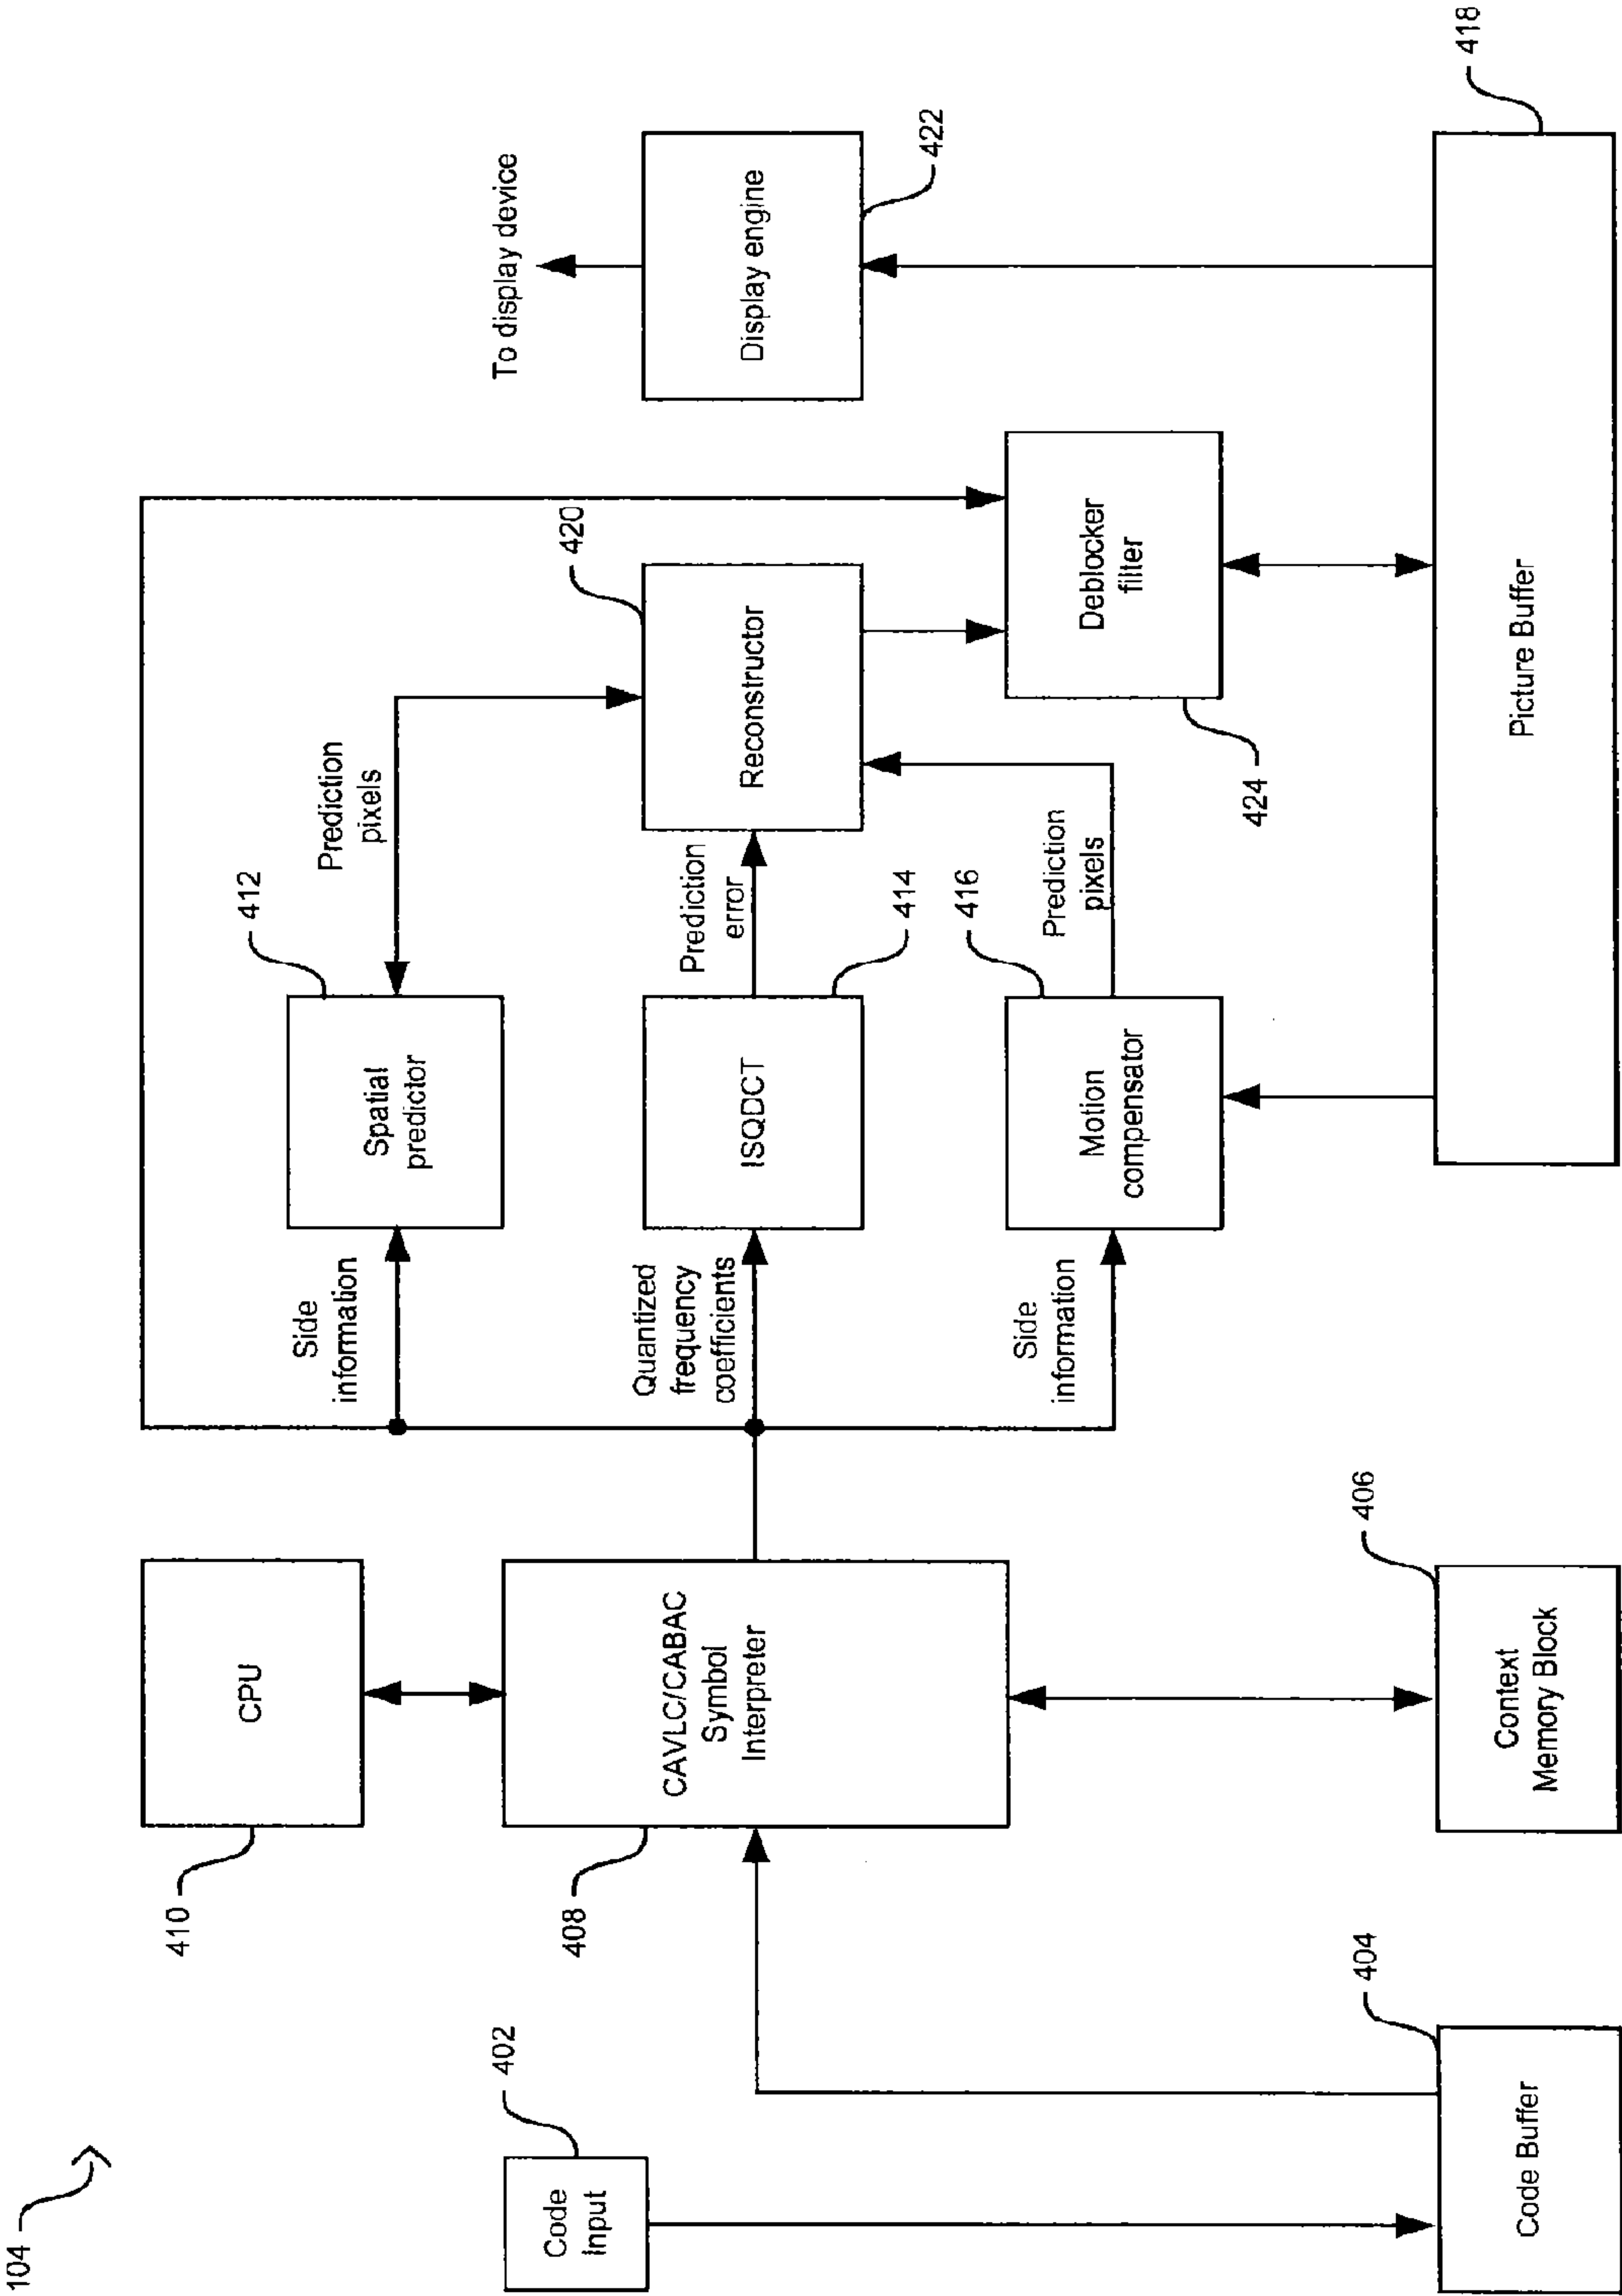 104
402
Code
Input
Code Buffer
404
410
CPU
CAVLC/CABAC
Symbol
Interpreter
408
Context
Memory Block
406
Side
information
Quantized
frequency
coefficients
Side
information
Spatial
predictor
412
ISQDCT
414
Motion
compensator
416
Prediction
pixels
Prediction
error
Prediction
pixels
Reconstructor
420
Deblocker
filter
424
To display device
Display engine
422
Picture Buffer
418